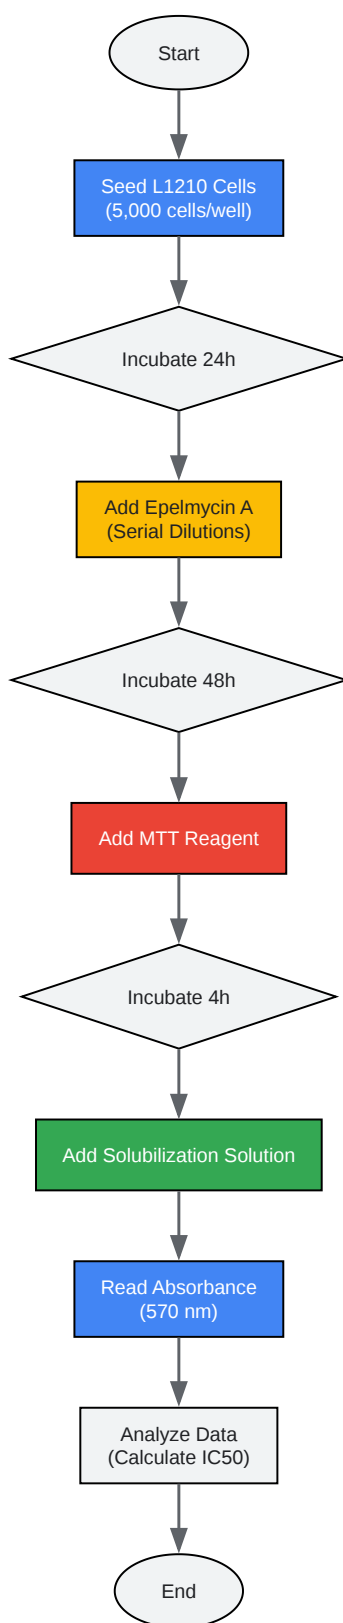 Start
Seed L1210 Cells
(5,000 cells/well)
Incubate 24h
Add Epelmycin A
(Serial Dilutions)
Incubate 48h
Add MTT Reagent
Incubate 4h
Add Solubilization Solution
Read Absorbance
(570 nm)
Analyze Data
(Calculate IC50)
End